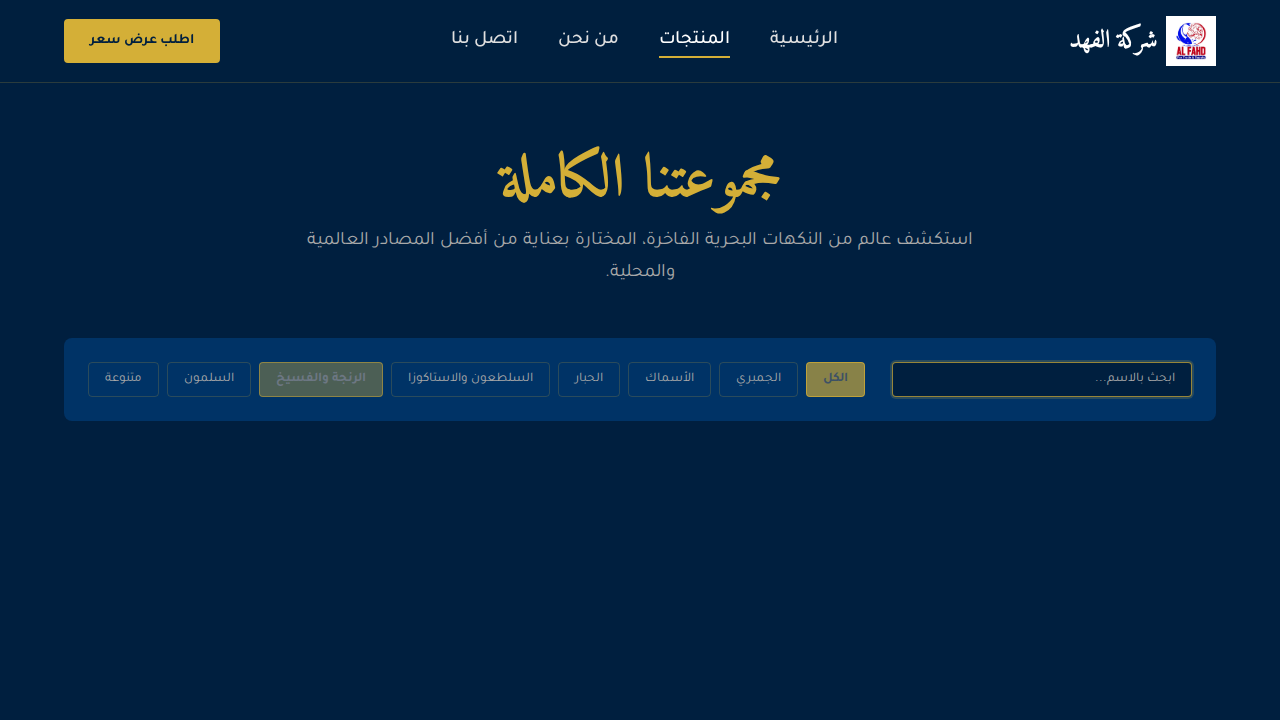 AL FAHD
شركة الفهد
الرئيسية
المنتجات
من نحن
اتصل بنا
اطلب عرض سعر
مجموعتنا الكاملة
استكشف عالم من النكهات البحرية الفاخرة، المختارة بعناية من أفضل المصادر العالمية
والمحلية.
ابحث بالاسم...
الكل
الجمبري
الأسماك
الحبار
السلطعون والاستاكوزا
الرنجة والفسيخ
السلمون
متنوعة